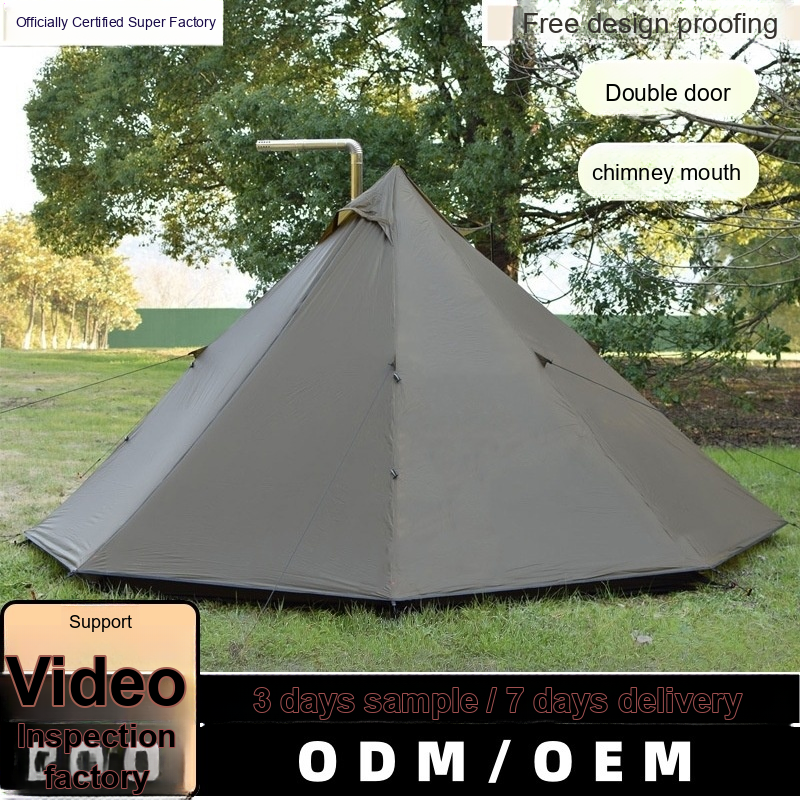 Officially Certified Super Factory
Free design proofing
Double door
chimney mouth
Support
Video
Inspection
factory
3 days sample / 7 days delivery
ODM/OEM